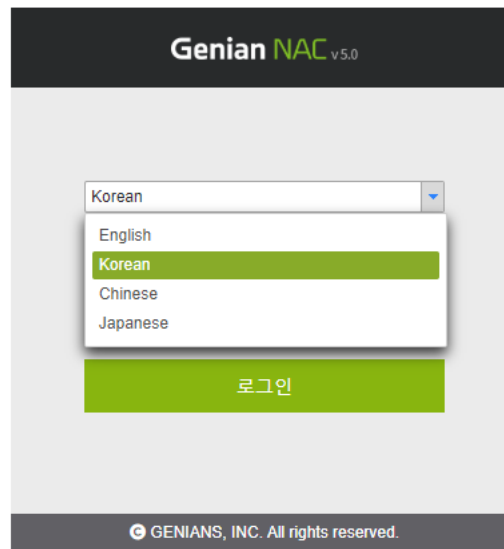 Genian NAC v5.0
Korean
English
Korean
Chinese
Japanese
로그인
© GENIANS, INC. All rights reserved.